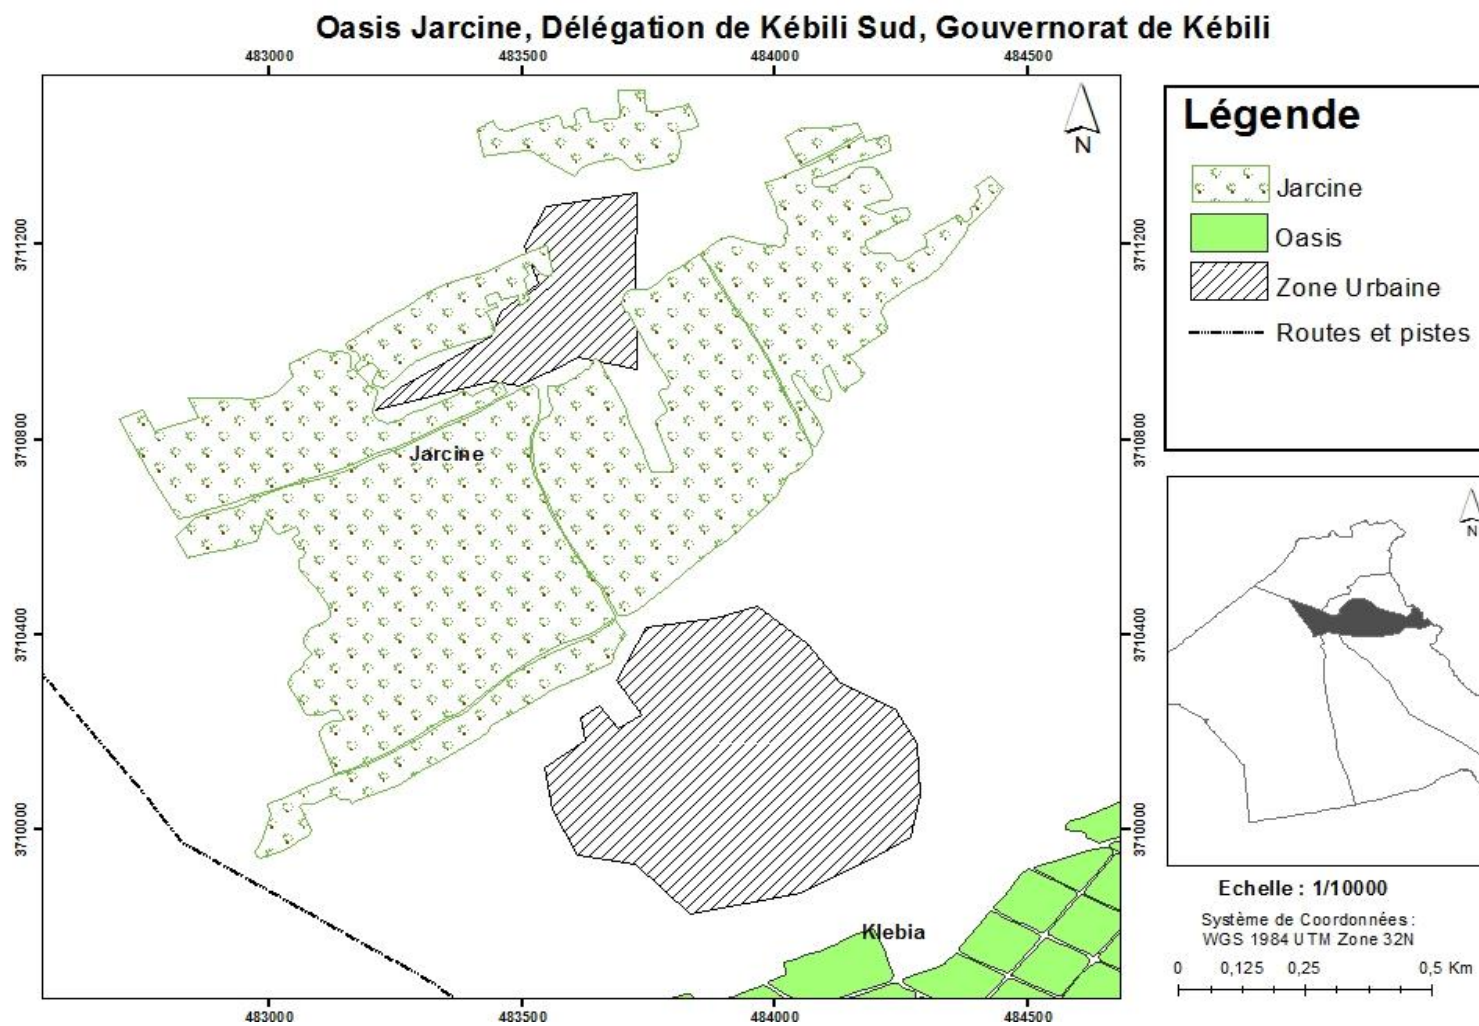 Oasis Jarcine, Délégation de Kébili Sud, Gouvernorat de Kébili
483000
483500
484000
484500
N
Légende
Jarcine
Oasis
Zone Urbaine
Routes et pistes
3711200
3711200
3710800
3710800
Jarcine
3710400
3710400
N
3710000
3710000
Klebia
Echelle : 1/10000
Système de Coordonnées :
WGS 1984 UTM Zone 32N
0 0,125 0,25 0,5 Km
483000
483500
484000
484500